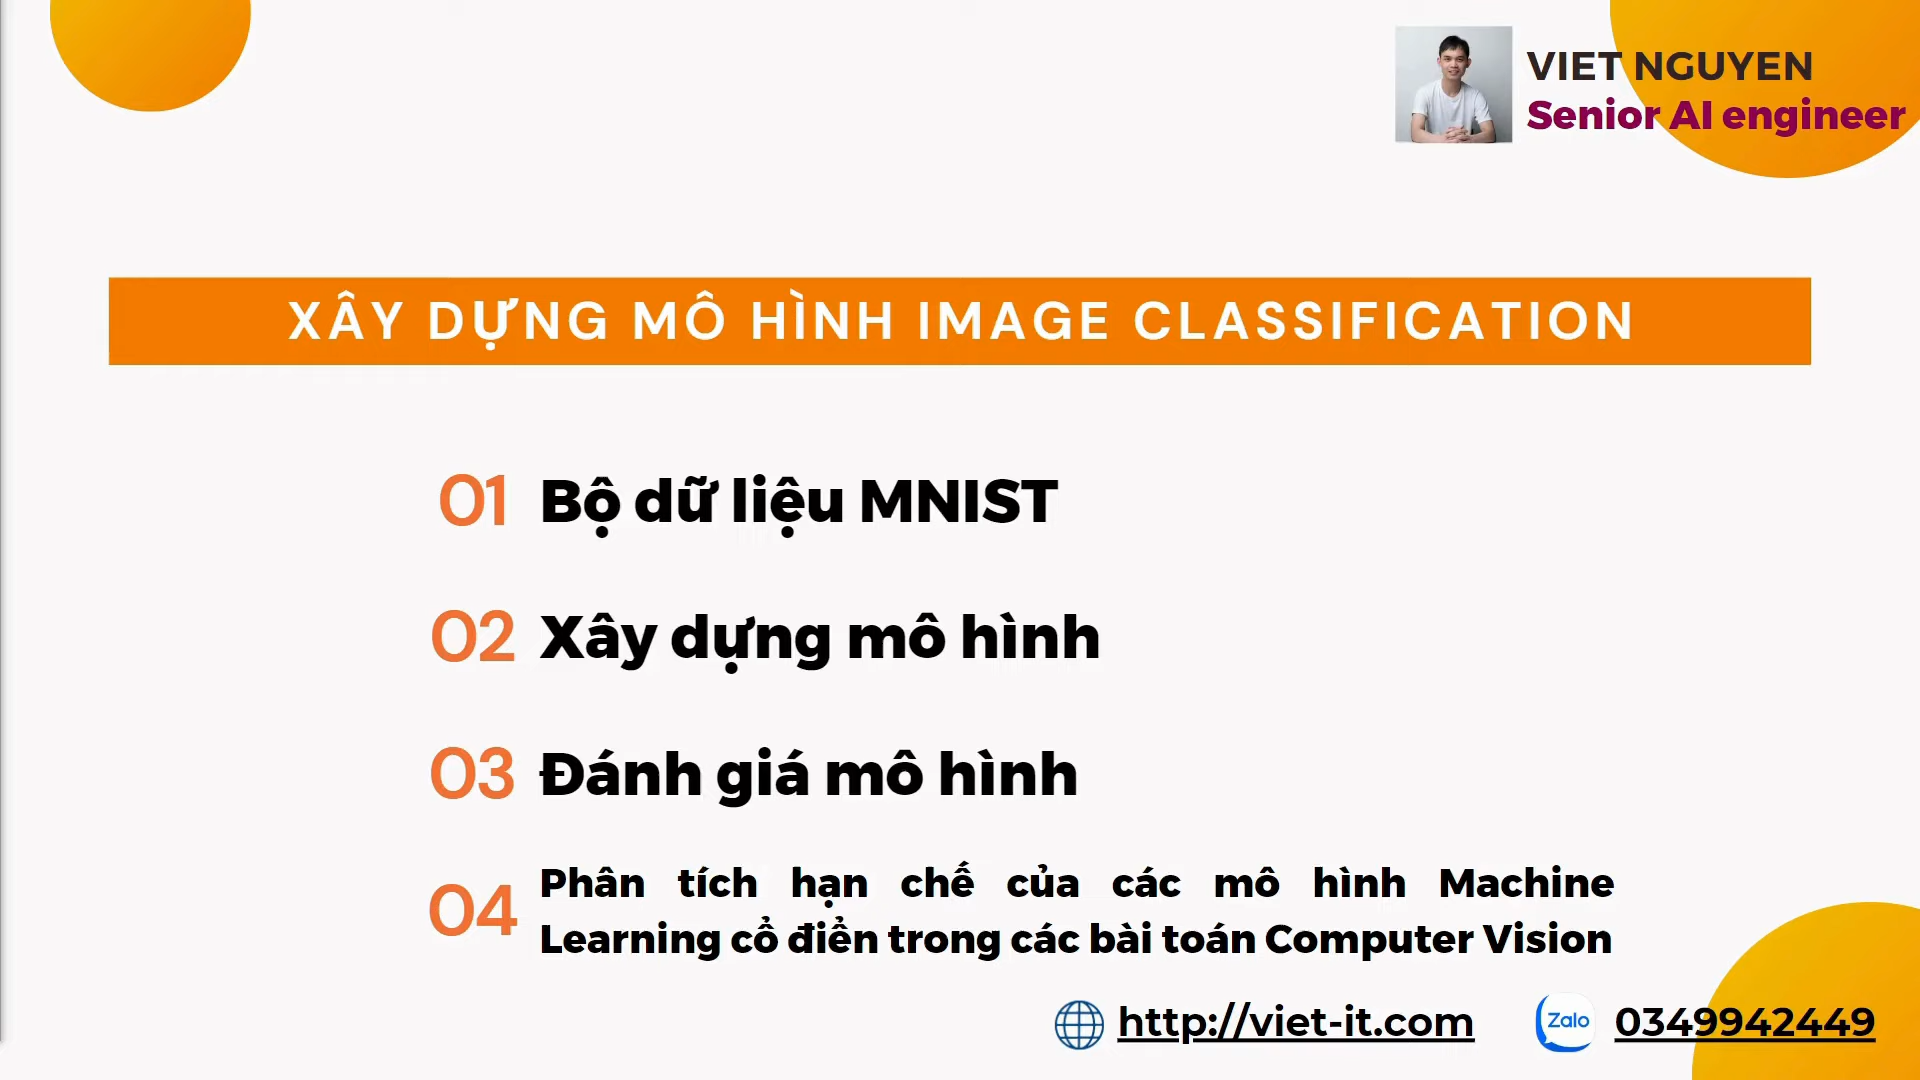 VIET NGUYEN
Senior AI engineer
XÂY DỰNG MÔ HÌNH IMAGE CLASSIFICATION
01 Bộ dữ liệu MNIST
02 Xây dựng mô hình
03 Đánh giá mô hình
04 Phân tích hạn chế của các mô hình Machine
Learning cổ điển trong các bài toán Computer Vision
http://viet-it.com Zalo 0349942449